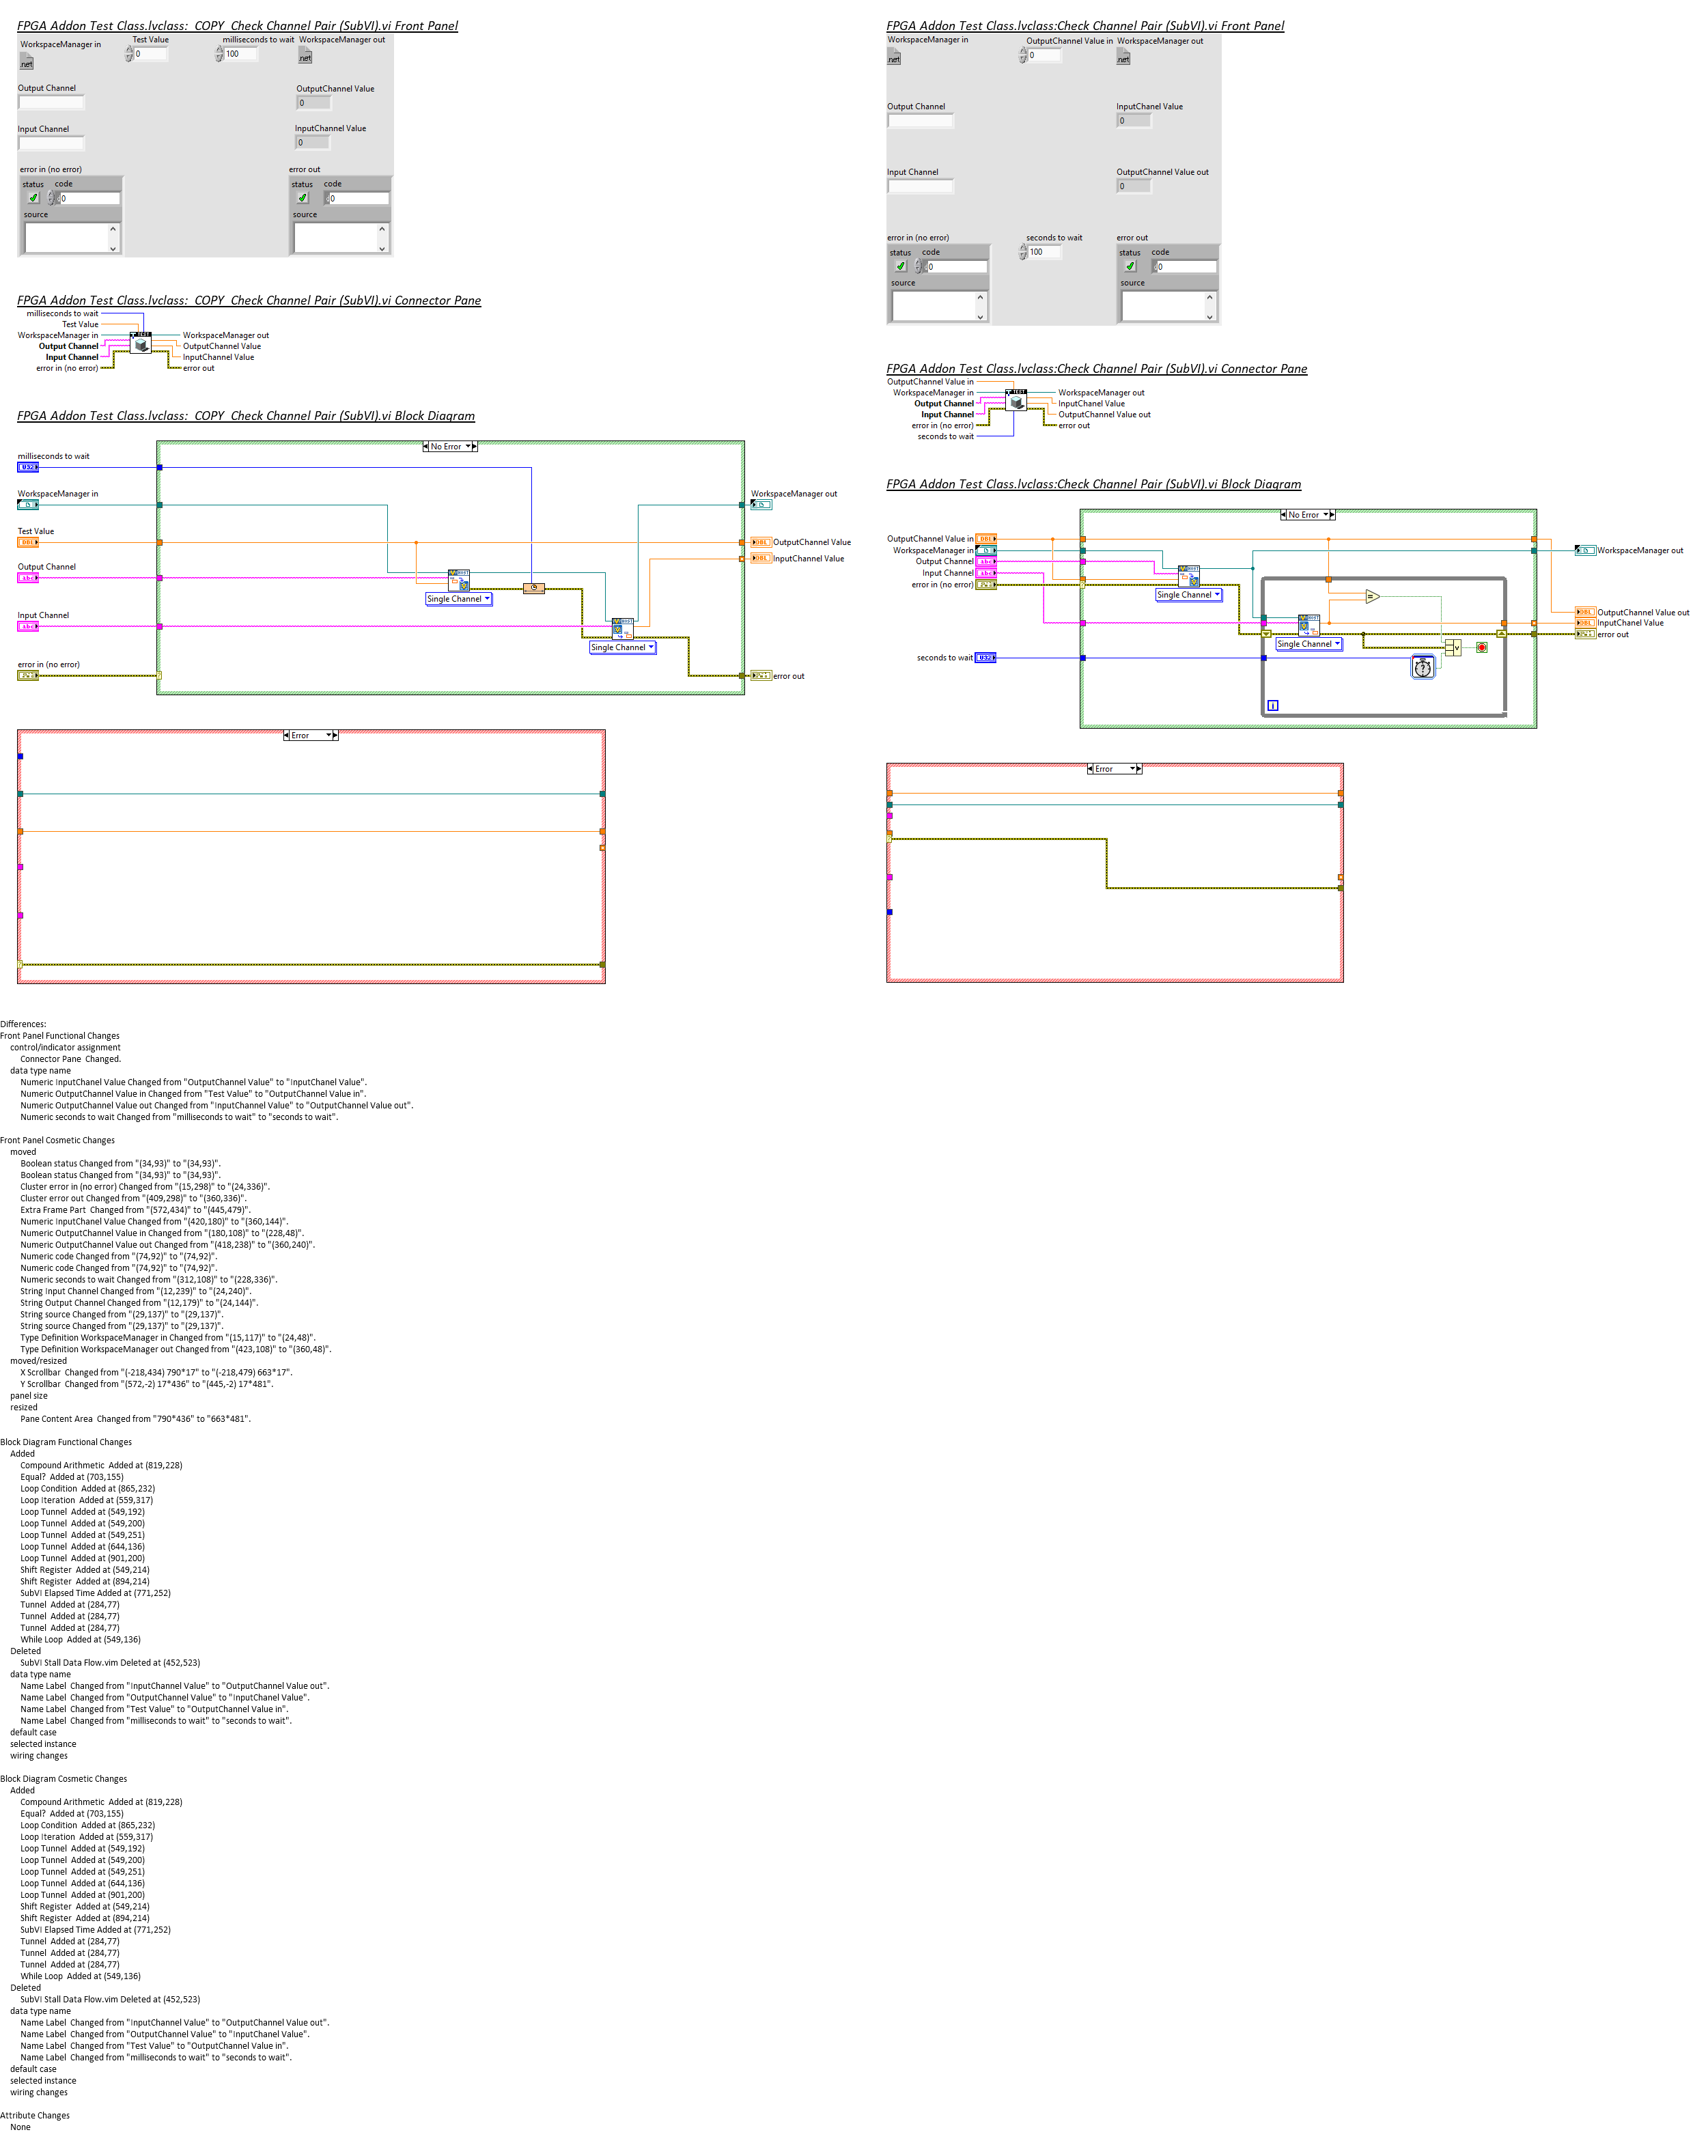 FPGA Addon Test Class.lvclass:  COPY  Check Channel Pair (SubVI).vi Front Panel
WorkspaceManager in
Test Value
milliseconds to wait
WorkspaceManager out
.net
0
100
.net
Output Channel
OutputChannel Value
0
Input Channel
InputChannel Value
0
error in (no error)
error out
status
code
status
code
0
0
source
source
FPGA Addon Test Class.lvclass:  COPY  Check Channel Pair (SubVI).vi Connector Pane
milliseconds to wait
Test Value
WorkspaceManager in
WorkspaceManager out
Output Channel
OutputChannel Value
Input Channel
InputChannel Value
error in (no error)
error out
FPGA Addon Test Class.lvclass:  COPY  Check Channel Pair (SubVI).vi Block Diagram
No Error
milliseconds to wait
U32
WorkspaceManager in
WorkspaceManager out
Test Value
DBL
DBL
OutputChannel Value
DBL
InputChannel Value
Output Channel
abc
Single Channel
Input Channel
abc
Single Channel
error in (no error)
error out
Error
FPGA Addon Test Class.lvclass:Check Channel Pair (SubVI).vi Front Panel
WorkspaceManager in
OutputChannel Value in
WorkspaceManager out
.net
0
.net
Output Channel
InputChanel Value
0
Input Channel
OutputChannel Value out
0
error in (no error)
seconds to wait
error out
status
code
100
status
code
0
0
source
source
FPGA Addon Test Class.lvclass:Check Channel Pair (SubVI).vi Connector Pane
OutputChannel Value in
WorkspaceManager in
WorkspaceManager out
Output Channel
InputChanel Value
Input Channel
OutputChannel Value out
error in (no error)
error out
seconds to wait
FPGA Addon Test Class.lvclass:Check Channel Pair (SubVI).vi Block Diagram
No Error
OutputChannel Value in
DBL
WorkspaceManager in
WorkspaceManager out
Output Channel
abc
Input Channel
abc
error in (no error)
Single Channel
OutputChannel Value out
InputChanel Value
error out
Single Channel
seconds to wait
U32
i
Error
Differences:
Front Panel Functional Changes
control/indicator assignment
Connector Pane  Changed.
data type name
Numeric InputChanel Value Changed from "OutputChannel Value" to "InputChanel Value".
Numeric OutputChannel Value in Changed from "Test Value" to "OutputChannel Value in".
Numeric OutputChannel Value out Changed from "InputChannel Value" to "OutputChannel Value out".
Numeric seconds to wait Changed from "milliseconds to wait" to "seconds to wait".
Front Panel Cosmetic Changes
moved
Boolean status Changed from "(34,93)" to "(34,93)".
Boolean status Changed from "(34,93)" to "(34,93)".
Cluster error in (no error) Changed from "(15,298)" to "(24,336)".
Cluster error out Changed from "(409,298)" to "(360,336)".
Extra Frame Part  Changed from "(572,434)" to "(445,479)".
Numeric InputChanel Value Changed from "(420,180)" to "(360,144)".
Numeric OutputChannel Value in Changed from "(180,108)" to "(228,48)".
Numeric OutputChannel Value out Changed from "(418,238)" to "(360,240)".
Numeric code Changed from "(74,92)" to "(74,92)".
Numeric code Changed from "(74,92)" to "(74,92)".
Numeric seconds to wait Changed from "(312,108)" to "(228,336)".
String Input Channel Changed from "(12,239)" to "(24,240)".
String Output Channel Changed from "(12,179)" to "(24,144)".
String source Changed from "(29,137)" to "(29,137)".
String source Changed from "(29,137)" to "(29,137)".
Type Definition WorkspaceManager in Changed from "(15,117)" to "(24,48)".
Type Definition WorkspaceManager out Changed from "(423,108)" to "(360,48)".
moved/resized
X Scrollbar  Changed from "(-218,434) 790*17" to "(-218,479) 663*17".
Y Scrollbar  Changed from "(572,-2) 17*436" to "(445,-2) 17*481".
panel size
resized
Pane Content Area  Changed from "790*436" to "663*481".
Block Diagram Functional Changes
Added
Compound Arithmetic  Added at (819,228)
Equal?  Added at (703,155)
Loop Condition  Added at (865,232)
Loop Iteration  Added at (559,317)
Loop Tunnel  Added at (549,192)
Loop Tunnel  Added at (549,200)
Loop Tunnel  Added at (549,251)
Loop Tunnel  Added at (644,136)
Loop Tunnel  Added at (901,200)
Shift Register  Added at (549,214)
Shift Register  Added at (894,214)
SubVI Elapsed Time Added at (771,252)
Tunnel  Added at (284,77)
Tunnel  Added at (284,77)
Tunnel  Added at (284,77)
While Loop  Added at (549,136)
Deleted
SubVI Stall Data Flow.vim Deleted at (452,523)
data type name
Name Label  Changed from "InputChannel Value" to "OutputChannel Value out".
Name Label  Changed from "OutputChannel Value" to "InputChanel Value".
Name Label  Changed from "Test Value" to "OutputChannel Value in".
Name Label  Changed from "milliseconds to wait" to "seconds to wait".
default case
selected instance
wiring changes
Block Diagram Cosmetic Changes
Added
Compound Arithmetic  Added at (819,228)
Equal?  Added at (703,155)
Loop Condition  Added at (865,232)
Loop Iteration  Added at (559,317)
Loop Tunnel  Added at (549,192)
Loop Tunnel  Added at (549,200)
Loop Tunnel  Added at (549,251)
Loop Tunnel  Added at (644,136)
Loop Tunnel  Added at (901,200)
Shift Register  Added at (549,214)
Shift Register  Added at (894,214)
SubVI Elapsed Time Added at (771,252)
Tunnel  Added at (284,77)
Tunnel  Added at (284,77)
Tunnel  Added at (284,77)
While Loop  Added at (549,136)
Deleted
SubVI Stall Data Flow.vim Deleted at (452,523)
data type name
Name Label  Changed from "InputChannel Value" to "OutputChannel Value out".
Name Label  Changed from "OutputChannel Value" to "InputChanel Value".
Name Label  Changed from "Test Value" to "OutputChannel Value in".
Name Label  Changed from "milliseconds to wait" to "seconds to wait".
default case
selected instance
wiring changes
Attribute Changes
None